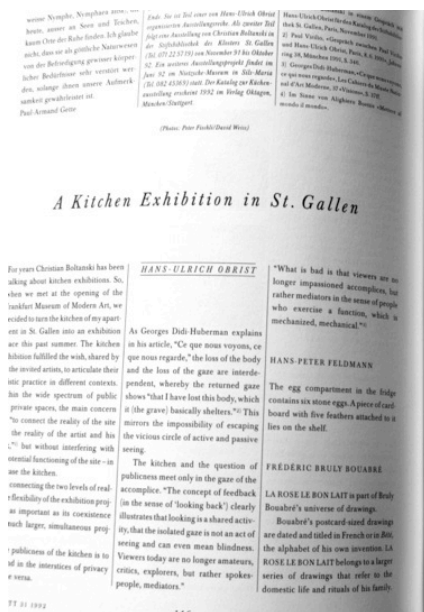 weisse Nymphe, Nymphaea
heute, ausser an Seen und Teichen,
kaum Orte der Ruhe finden. Ich glaube
nicht, dass sie als göttliche Naturwesen
von der Befriedigung gewisser körper-
licher Bedürfnisse sehr verstört wer-
den, solange ihnen unsere Aufmerk-
samkeit gewährleistet ist.
Paul-Armand Gette
Ende. Sie ist Teil einer von Hans-Ulrich Obrist
organisierten Ausstellungsreihe. Als zweiter Teil
folgt eine Ausstellung von Christian Boltanski in
der Stiftsbibliothek des Klosters St. Gallen
(Tel. 071 22 57 19) von November 91 bis Oktober
92. Ein weiteres Ausstellungsprojekt findet im
Juni 92 im Nietzsche-Museum in Sils-Maria
(Tel. 082 45369) statt. Der Katalog zur Küchen-
ausstellung erscheint 1992 im Verlag Oktagon,
München/Stuttgart.
Hans-Ulrich Obrist
Galerie, Paris, November 1991.
2) Paul Virilio,
und Hans Ulrich Obrist, Paris,
1991, S.
3) Georges Didi-Huberman, «Ce que nous voyons,
ce qui nous regarde», Les Cahiers du Musée Natio-
nal d'Art Moderne, 37
4) Im Sinne von Alighiero Boettis «Mettere al
mondo il mondo».
(Photos: Peter Fischli/David Weiss)
A Kitchen Exhibition in St. Gallen
For years Christian Boltanski has been
talking about kitchen exhibitions. So,
when we met at the opening of the
Frankfurt Museum of Modern Art, we
decided to turn the kitchen of my apart-
ment in St. Gallen into an exhibition
space this past summer. The kitchen
exhibition fulfilled the wish, shared by
the invited artists, to articulate their
artistic practice in different contexts.
Within the wide spectrum of public
private spaces, the main concern
"to connect the reality of the site
the reality of the artist and his
but without interfering with
potential functioning of the site – in
case the kitchen.
connecting the two levels of real-
flexibility of the exhibition proj-
as important as its coexistence
much larger, simultaneous proj-
publicness of the kitchen is to
in the interstices of privacy
versa.
HANS-ULRICH OBRIST
As Georges Didi-Huberman explains
in his article, "Ce que nous voyons, ce
que nous regarde," the loss of the body
and the loss of the gaze are interde-
pendent, whereby the returned gaze
shows "that I have lost this body, which
it [the grave] basically shelters." This
mirrors the impossibility of escaping
the vicious circle of active and passive
seeing.
The kitchen and the question of
publicness meet only in the gaze of the
accomplice. "The concept of feedback
(in the sense of 'looking back') clearly
illustrates that looking is a shared activ-
ity, that the isolated gaze is not an act of
seeing and can even mean blindness.
Viewers today are no longer amateurs,
critics, explorers, but rather spokes-
people, mediators."
"What is bad is that viewers are no
longer impassioned accomplices, but
rather mediators in the sense of people
who exercise a function, which is
mechanized, mechanical."
HANS-PETER FELDMANN
The egg compartment in the fridge
contains six stone eggs. A piece of card-
board with five feathers attached to it
lies on the shelf.
FRÉDÉRIC BRULY BOUABRÉ
LA ROSE LE BON LAIT is part of Bruly
Bouabré's universe of drawings.
Bouabré's postcard-sized drawings
are dated and titled in French or in Bété,
the alphabet of his own invention. LA
ROSE LE BON LAIT belongs to a larger
series of drawings that refer to the
domestic life and rituals of his family.
31 1992